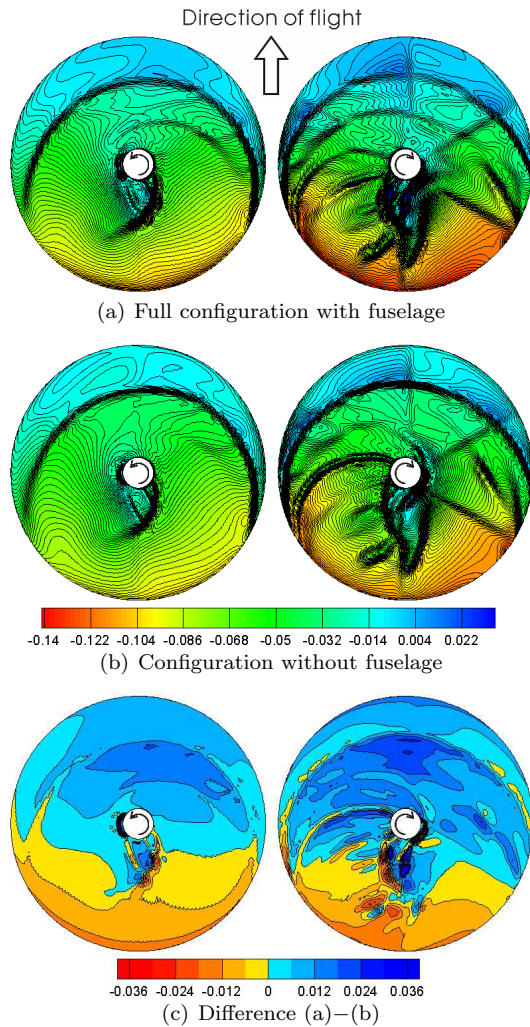 Direction of flight
(a) Full configuration with fuselage
-0.14 -0.122 -0.104 -0.086 -0.068 -0.05 -0.032 -0.014 0.004 0.022
(b) Configuration without fuselage
-0.036 -0.024 -0.012 0 0.012 0.024 0.036
(c) Difference (a)−(b)